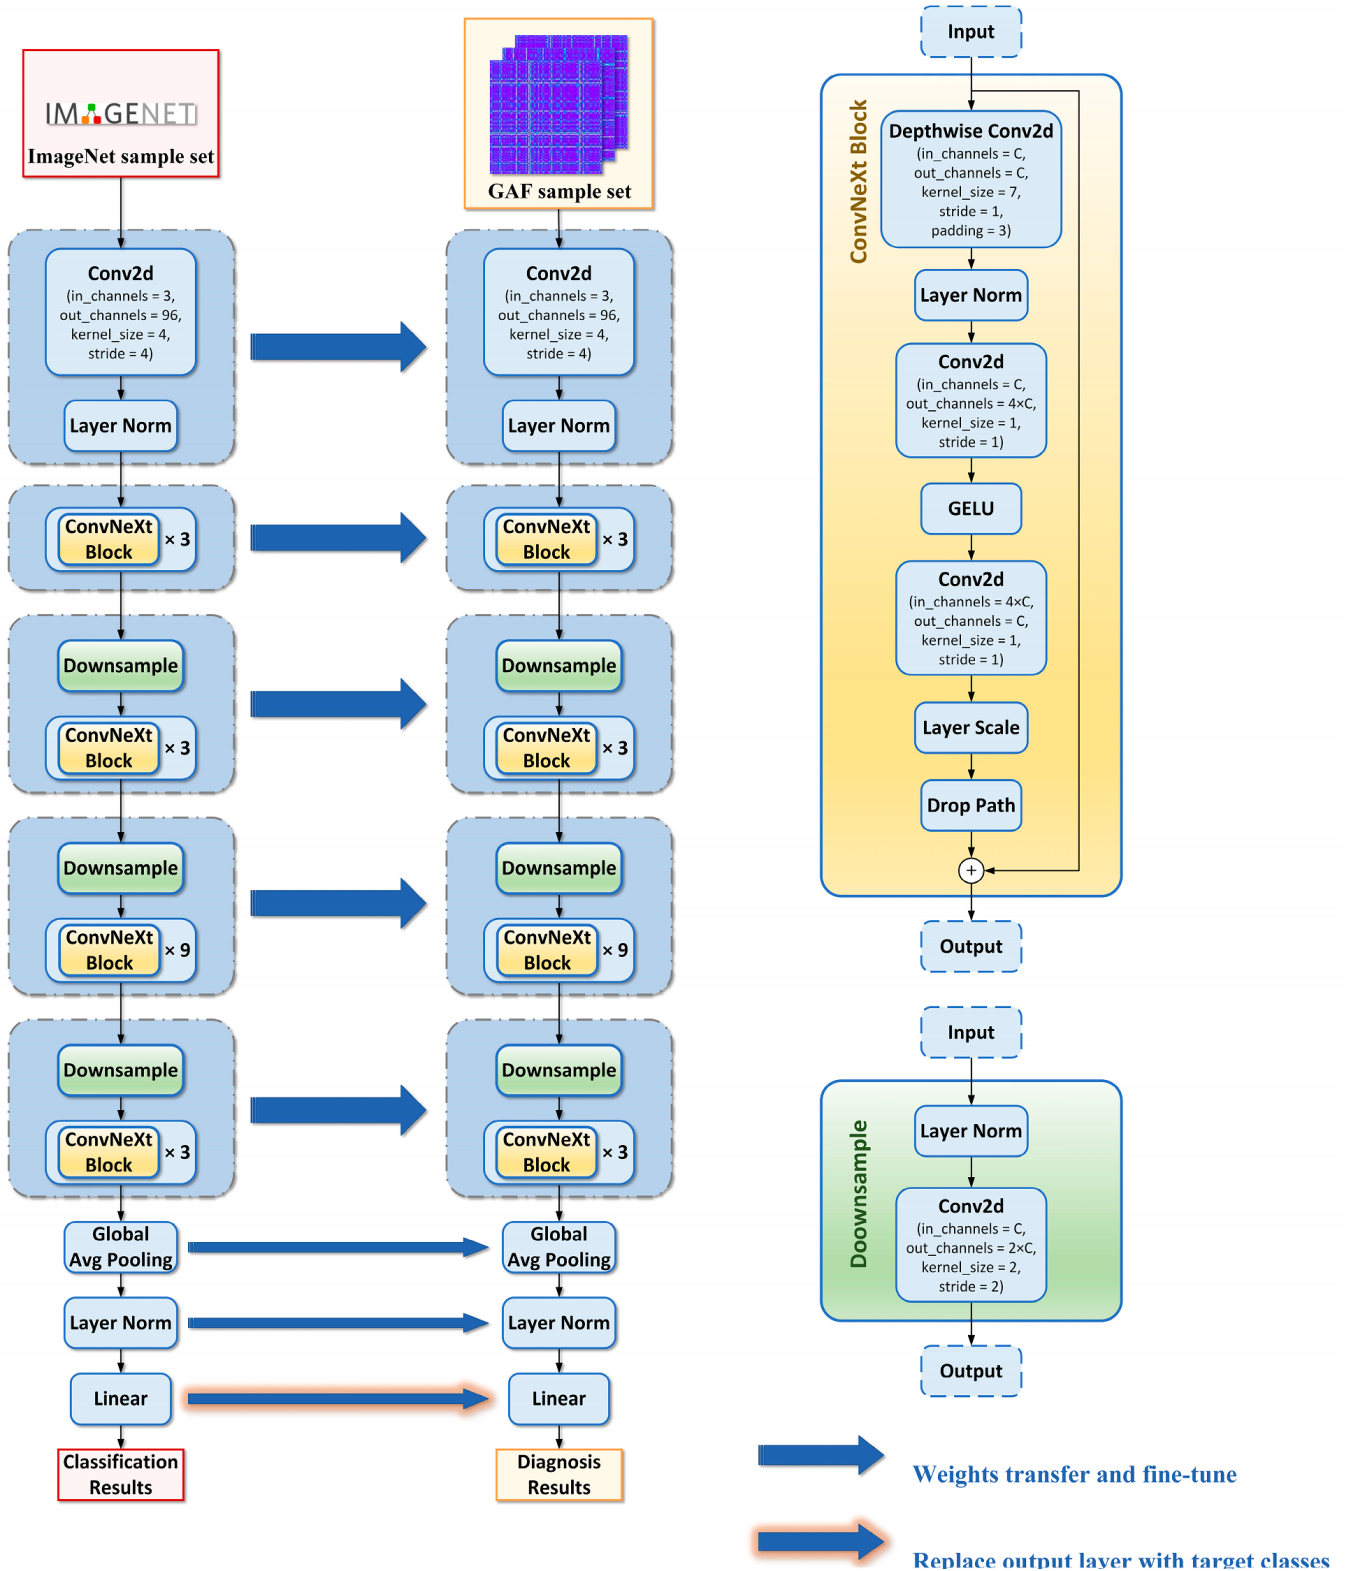 IMAGENET
ImageNet sample set
Conv2d
(in_channels = 3,
out_channels = 96,
kernel_size = 4,
stride = 4)
Layer Norm
ConvNeXt
Block
× 3
Downsample
ConvNeXt
Block
× 3
Downsample
ConvNeXt
Block
× 9
Downsample
ConvNeXt
Block
× 3
Global
Avg Pooling
Layer Norm
Linear
Classification
Results
GAF sample set
Conv2d
(in_channels = 3,
out_channels = 96,
kernel_size = 4,
stride = 4)
Layer Norm
ConvNeXt
Block
× 3
Downsample
ConvNeXt
Block
× 3
Downsample
ConvNeXt
Block
× 9
Downsample
ConvNeXt
Block
× 3
Global
Avg Pooling
Layer Norm
Linear
Diagnosis
Results
Input
ConvNeXt Block
Depthwise Conv2d
(in_channels = C,
out_channels = C,
kernel_size = 7,
stride = 1,
padding = 3)
Layer Norm
Conv2d
(in_channels = C,
out_channels = 4×C,
kernel_size = 1,
stride = 1)
GELU
Conv2d
(in_channels = 4×C,
out_channels = C,
kernel_size = 1,
stride = 1)
Layer Scale
Drop Path
+
Output
Input
Doownsample
Layer Norm
Conv2d
(in_channels = C,
out_channels = 2×C,
kernel_size = 2,
stride = 2)
Output
Weights transfer and fine-tune
Replace output layer with target classes